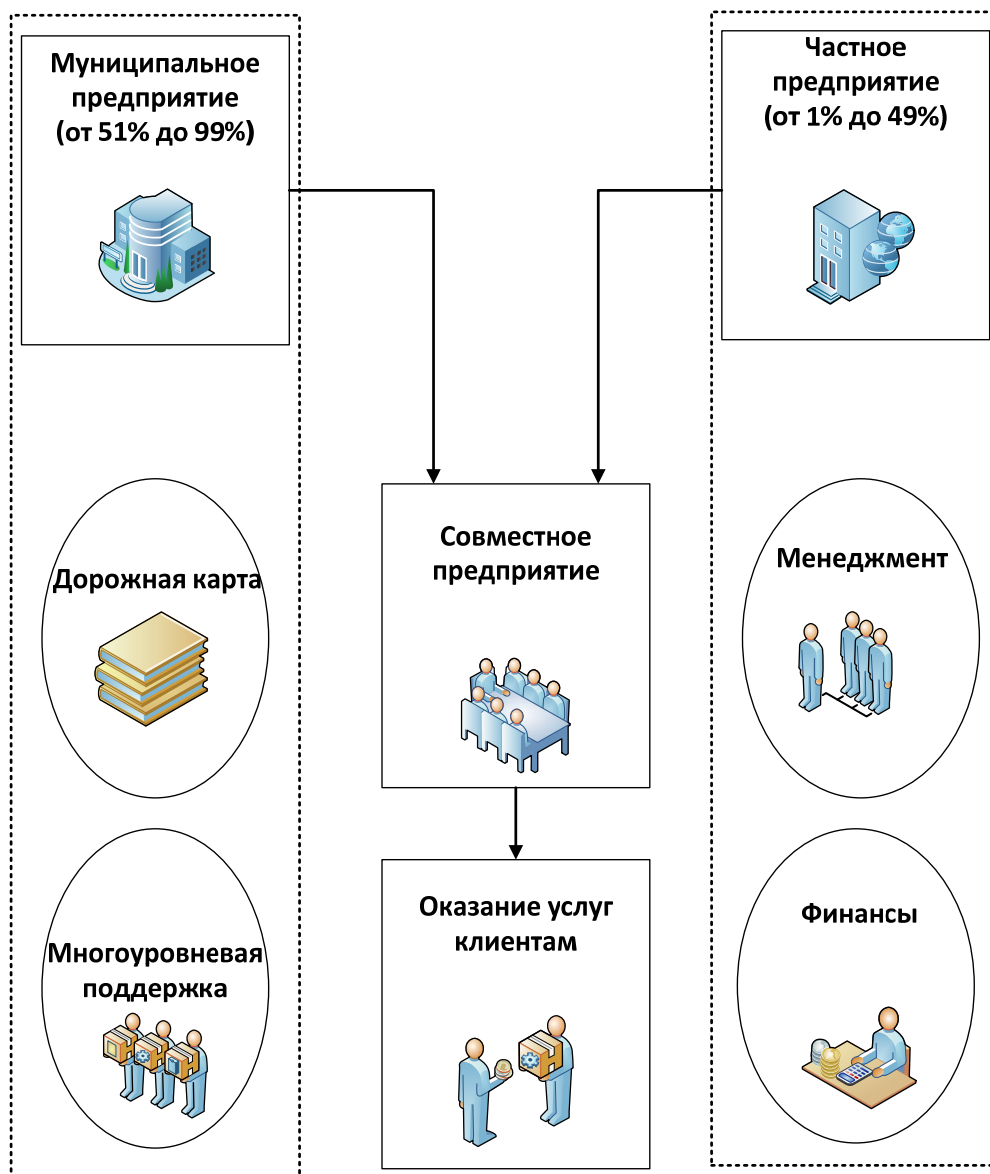 Муниципальное
предприятие
(от 51% до 99%)
Частное
предприятие
(от 1% до 49%)
Дорожная карта
Совместное
предприятие
Менеджмент
Многоуровневая
поддержка
Оказание услуг
клиентам
Финансы